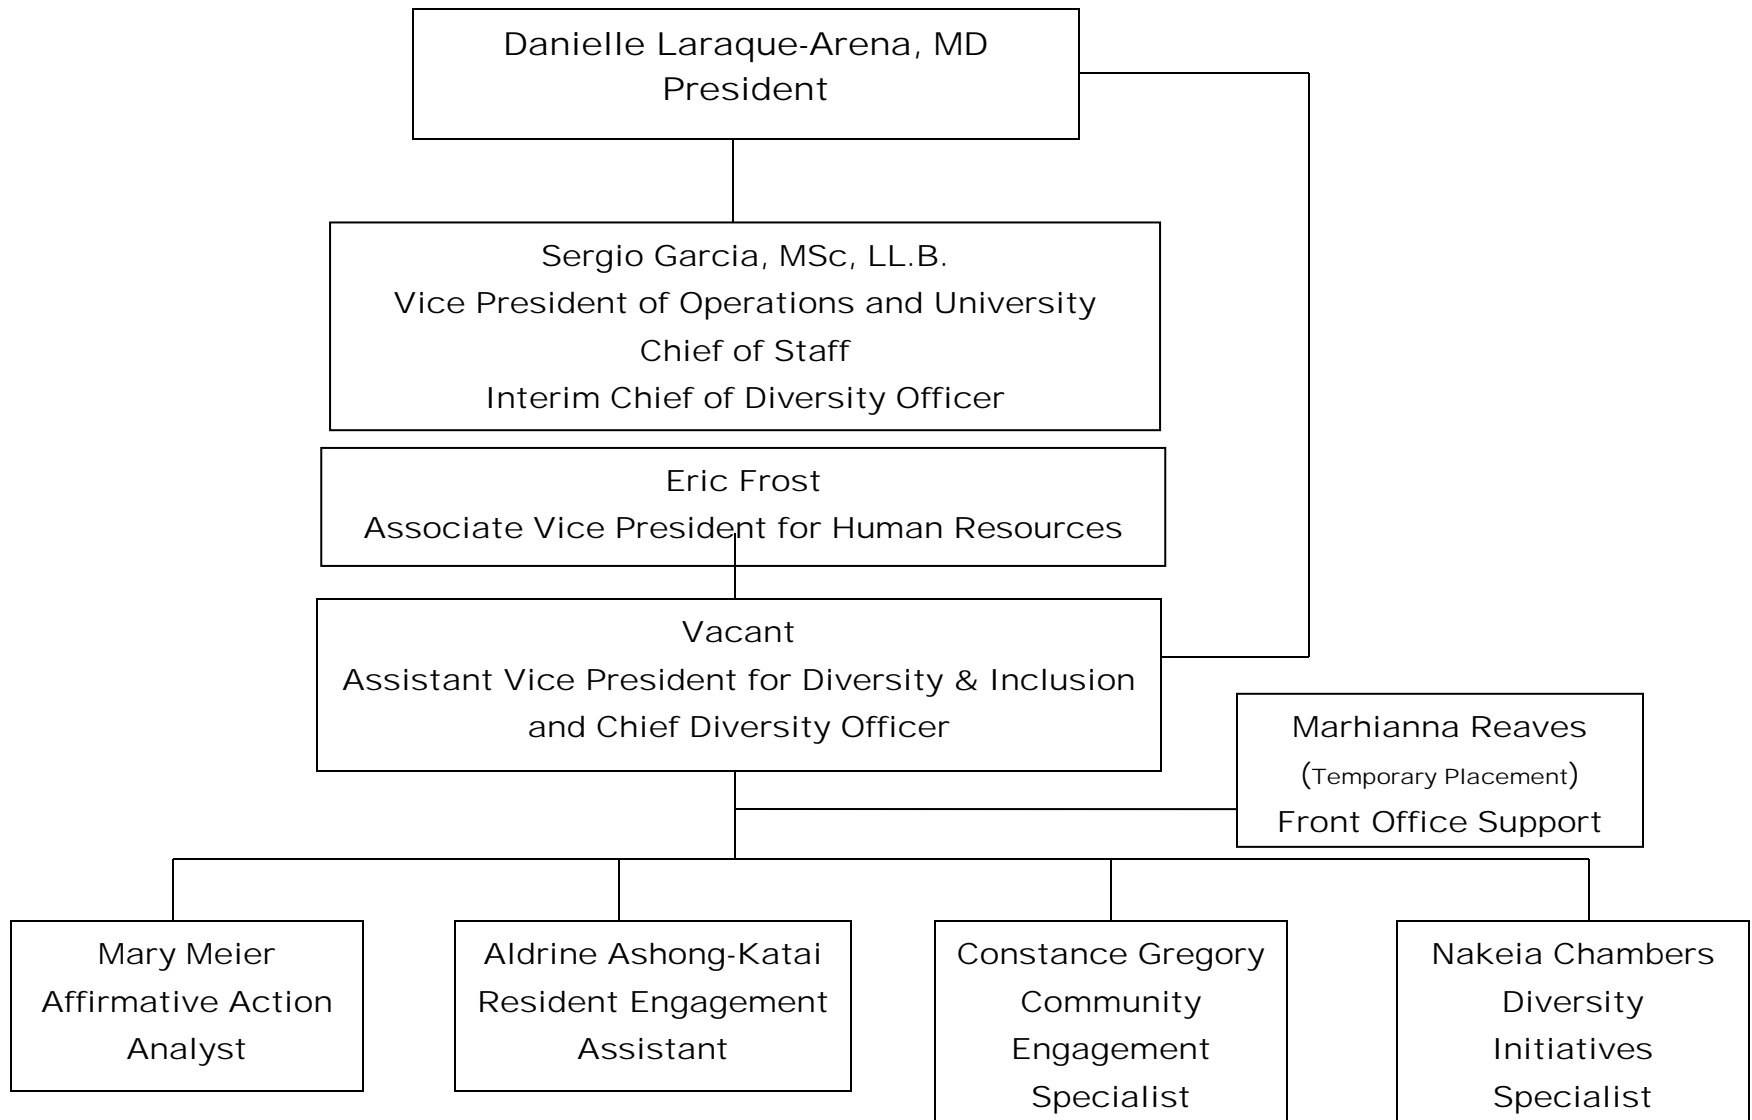 Danielle Laraque-Arena, MD
President
Sergio Garcia, MSc, LL.B.
Vice President of Operations and University
Chief of Staff
Interim Chief of Diversity Officer
Eric Frost
Associate Vice President for Human Resources
Vacant
Assistant Vice President for Diversity & Inclusion
and Chief Diversity Officer
Marhianna Reaves
(Temporary Placement)
Front Office Support
Mary Meier
Affirmative Action
Analyst
Aldrine Ashong-Katai
Resident Engagement
Assistant
Constance Gregory
Community
Engagement
Specialist
Nakeia Chambers
Diversity
Initiatives
Specialist